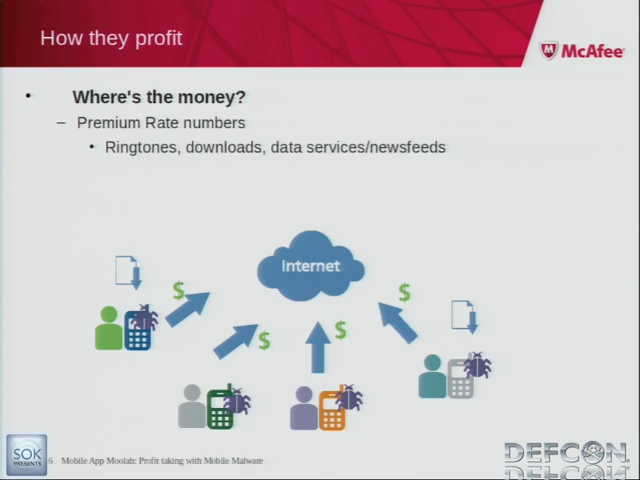 How they profit
McAfee
• Where's the money?
– Premium Rate numbers
• Ringtones, downloads, data services/newsfeeds
Internet
$
$
$
$
SOK
PRESENTS
6 Mobile App Moolah: Profit taking with Mobile Malware
DEFCON